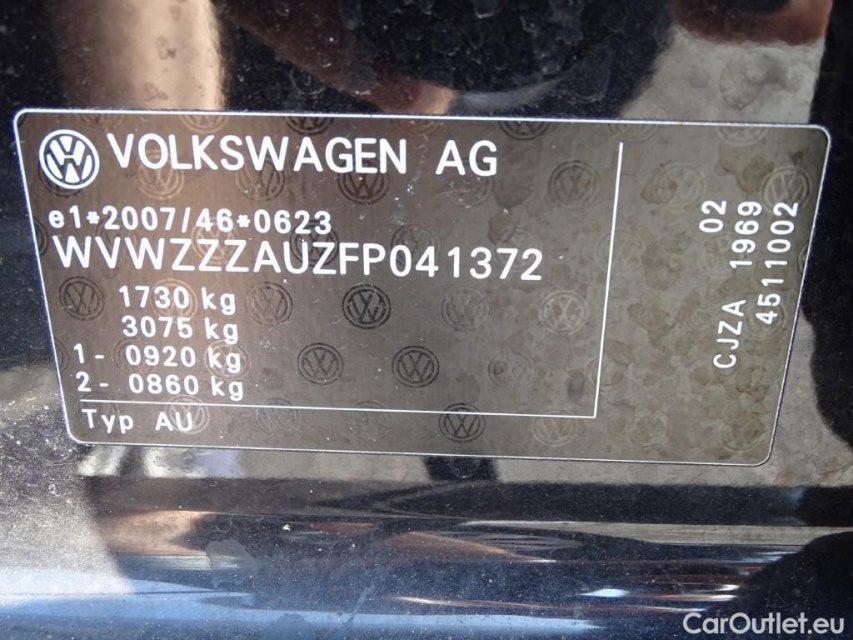 VOLKSWAGEN AG
e1*2007/46*0623
WVWZZZAUZFP041372
1730 kg
3075 kg
1- 0920 kg
2- 0860 kg
Typ AU
02
CJZA 1969
4511002
CarOutlet.eu